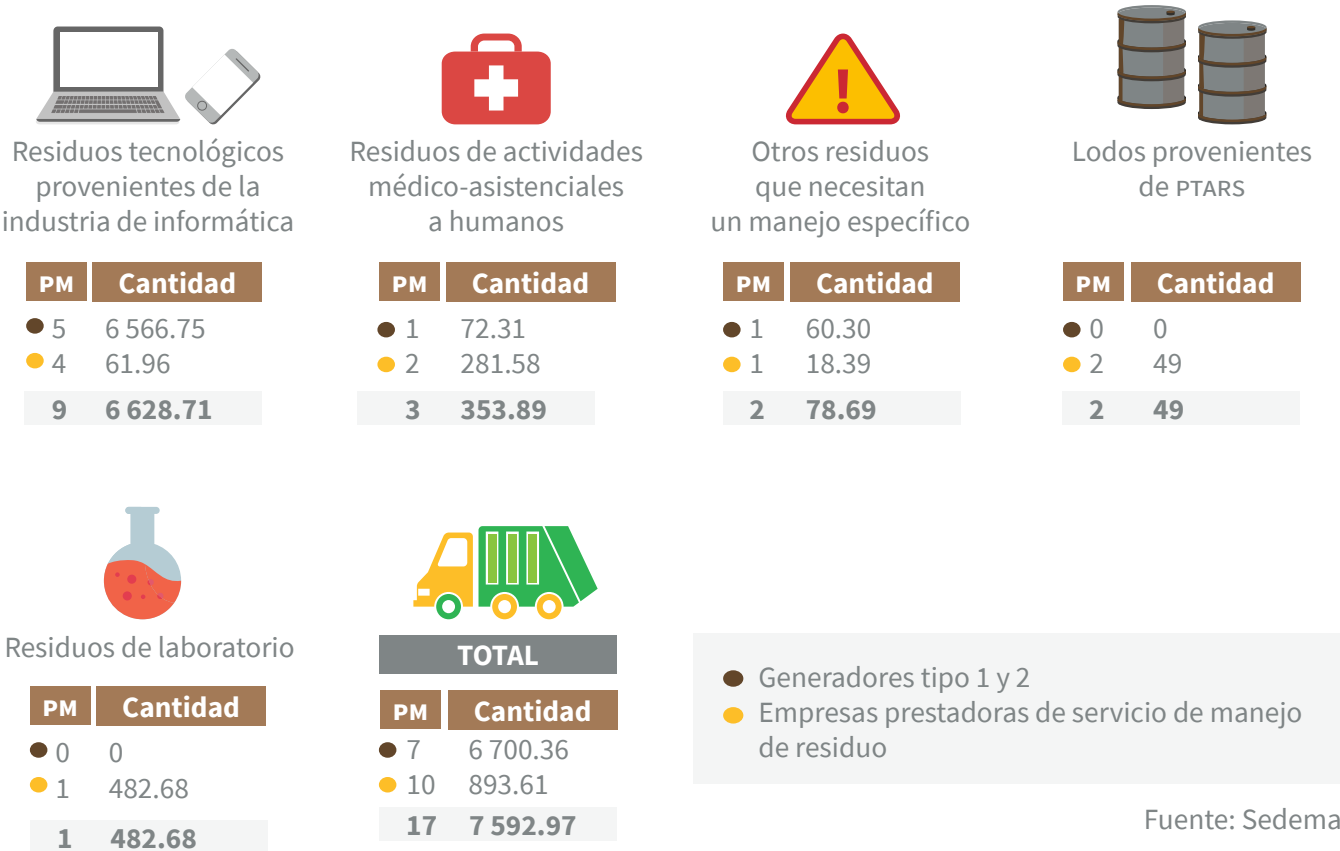 Residuos tecnológicos
provenientes de la
industria de informática
PM Cantidad
5 6 566.75
4 61.96
9 6 628.71
Residuos de actividades
médico-asistenciales
a humanos
PM Cantidad
1 72.31
2 281.58
3 353.89
Otros residuos
que necesitan
un manejo específico
PM Cantidad
1 60.30
1 18.39
2 78.69
Lodos provenientes
de PTARS
PM Cantidad
0 0
2 49
2 49
Residuos de laboratorio
PM Cantidad
0 0
1 482.68
1 482.68
TOTAL
PM Cantidad
7 6 700.36
10 893.61
17 7 592.97
Generadores tipo 1 y 2
Empresas prestadoras de servicio de manejo
de residuo
Fuente: Sedema